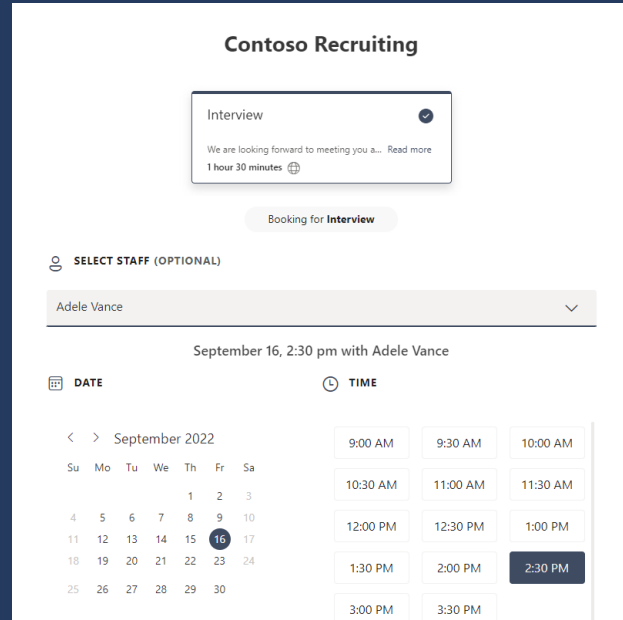 Contoso Recruiting
Interview
We are looking forward to meeting you a... Read more
1 hour 30 minutes
Booking for Interview
SELECT STAFF (OPTIONAL)
Adele Vance
September 16, 2:30 pm with Adele Vance
DATE
TIME
September 2022
Su Mo Tu We Th Fr Sa
1 2 3
4 5 6 7 8 9 10
11 12 13 14 15 16 17
18 19 20 21 22 23 24
25 26 27 28 29 30
9:00 AM 9:30 AM 10:00 AM
10:30 AM 11:00 AM 11:30 AM
12:00 PM 12:30 PM 1:00 PM
1:30 PM 2:00 PM 2:30 PM
3:00 PM 3:30 PM